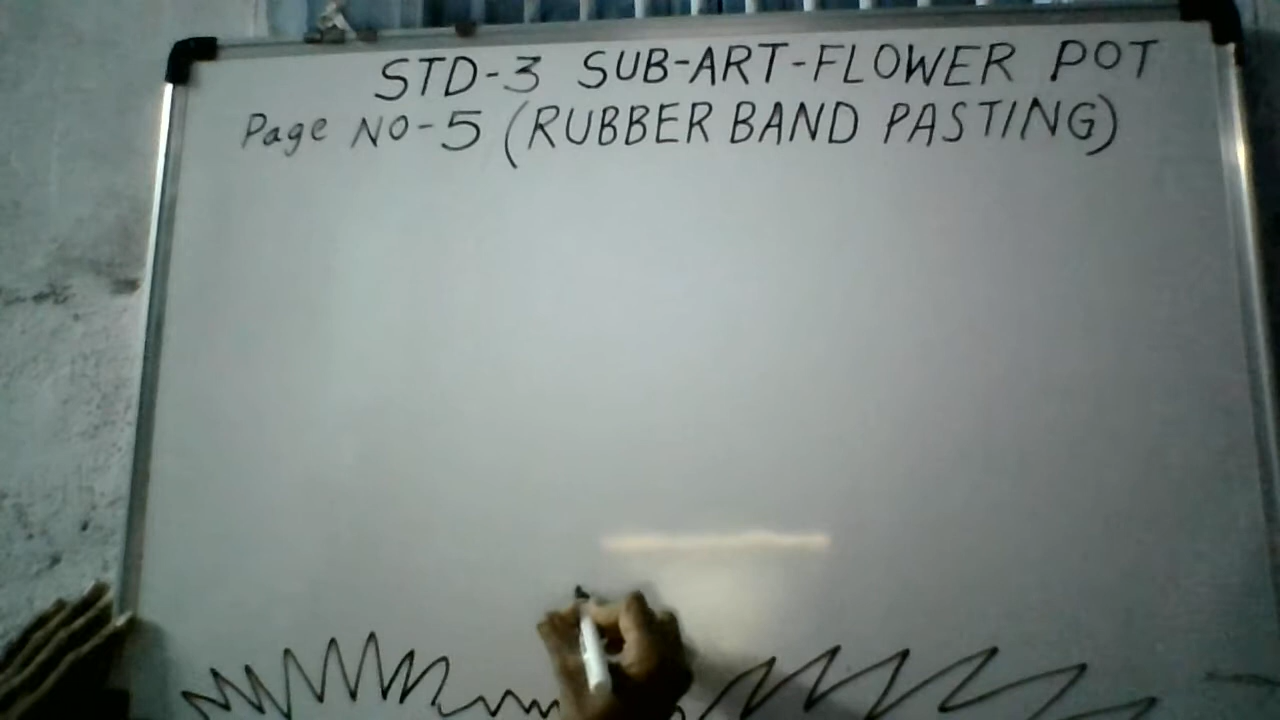 STD-3 SUB-ART-FLOWER POT
Page NO-5 (RUBBER BAND PASTING)